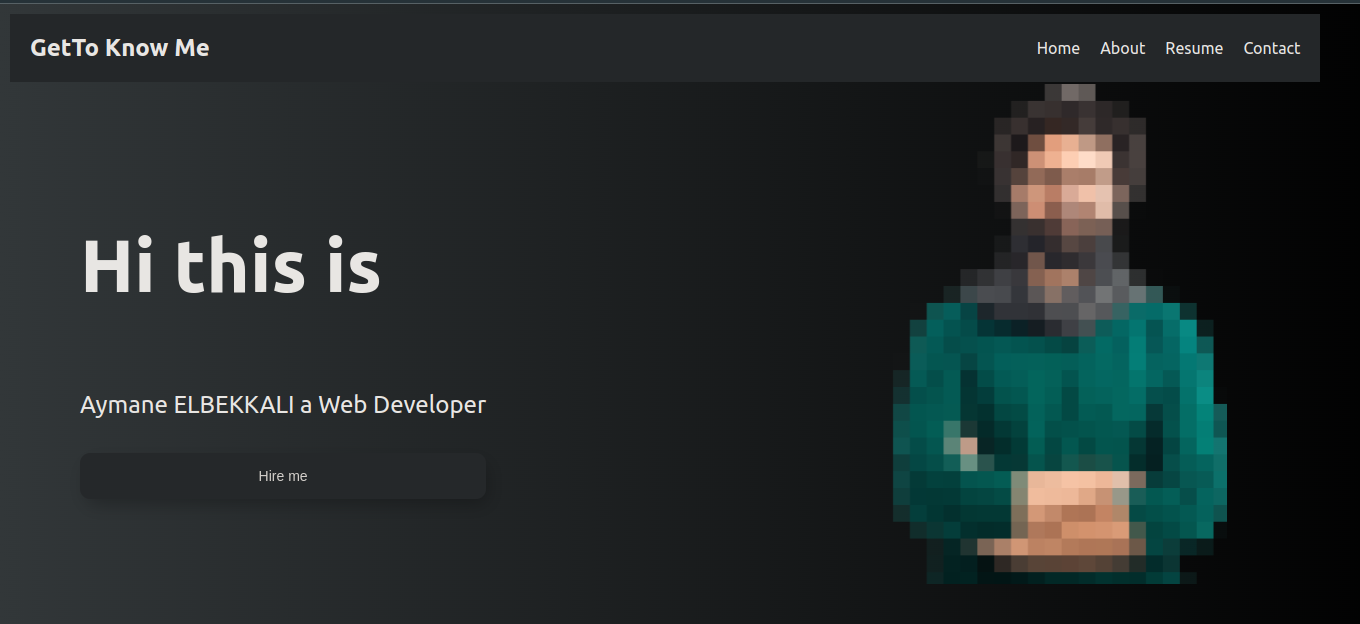 GetTo Know Me
Home About Resume Contact
Hi this is
Aymane ELBEKKALI a Web Developer
Hire me